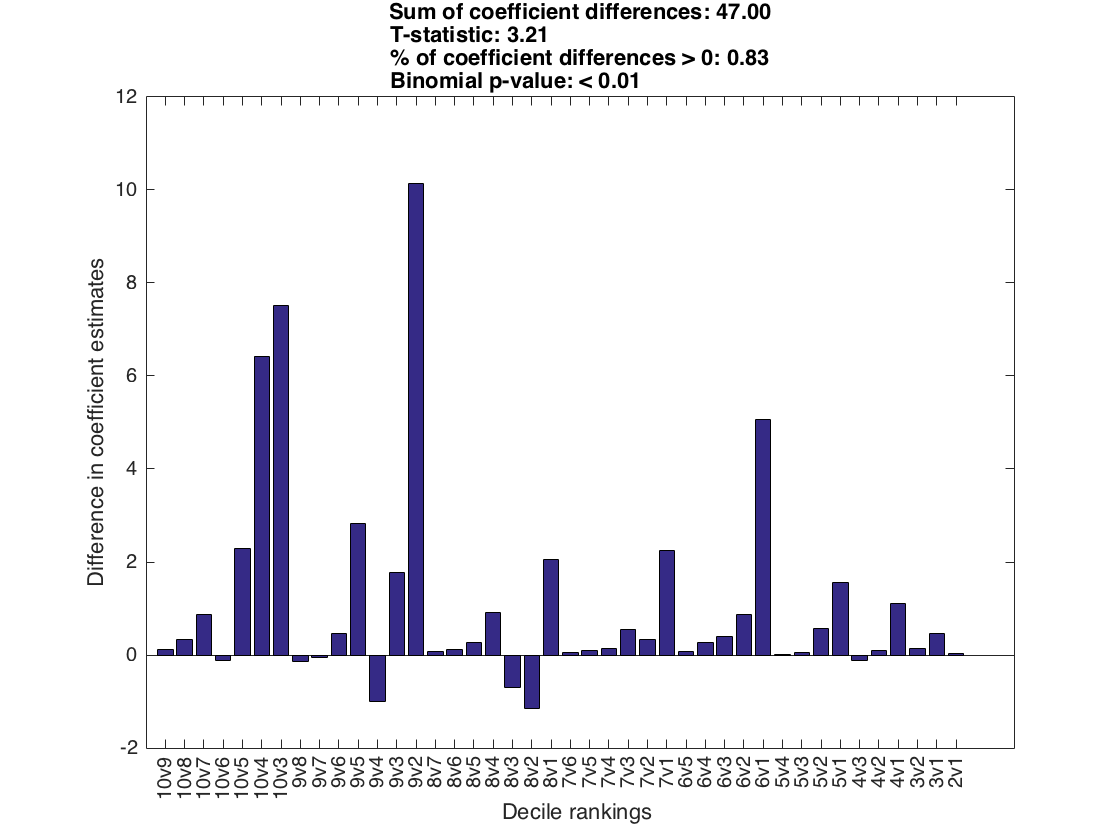 Sum of coefficient differences: 47.00
T-statistic: 3.21
% of coefficient differences > 0: 0.83
Binomial p-value: < 0.01
12
10
8
6
4
2
0
-2
Difference in coefficient estimates
10v9
10v8
10v7
10v6
10v5
10v4
10v3
9v8
9v7
9v6
9v5
9v4
9v3
9v2
8v7
8v6
8v5
8v4
8v3
8v2
8v1
7v6
7v5
7v4
7v3
7v2
7v1
6v5
6v4
6v3
6v2
6v1
5v4
5v3
5v2
5v1
4v3
4v2
4v1
3v2
3v1
2v1
Decile rankings